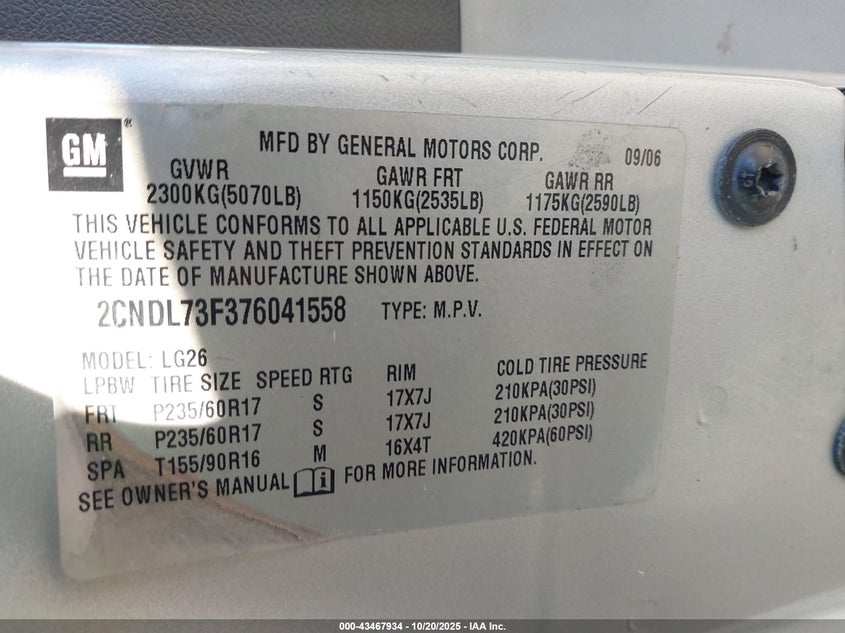 GM
®
MFD BY GENERAL MOTORS CORP. 09/06
GVWR GAWR FRT GAWR RR
2300KG(5070LB) 1150KG(2535LB) 1175KG(2590LB)
THIS VEHICLE CONFORMS TO ALL APPLICABLE U.S. FEDERAL MOTOR
VEHICLE SAFETY AND THEFT PREVENTION STANDARDS IN EFFECT ON
THE DATE OF MANUFACTURE SHOWN ABOVE.
2CNDL73F376041558 TYPE: M.P.V.
MODEL: LG26
LPBW TIRE SIZE SPEED RTG RIM COLD TIRE PRESSURE
FRT P235/60R17 S 17X7J 210KPA(30PSI)
RR P235/60R17 S 17X7J 210KPA(30PSI)
SPA T155/90R16 M 16X4T 420KPA(60PSI)
SEE OWNER'S MANUAL i FOR MORE INFORMATION.
000-43467934 | 10/20/2025 - IAA Inc.